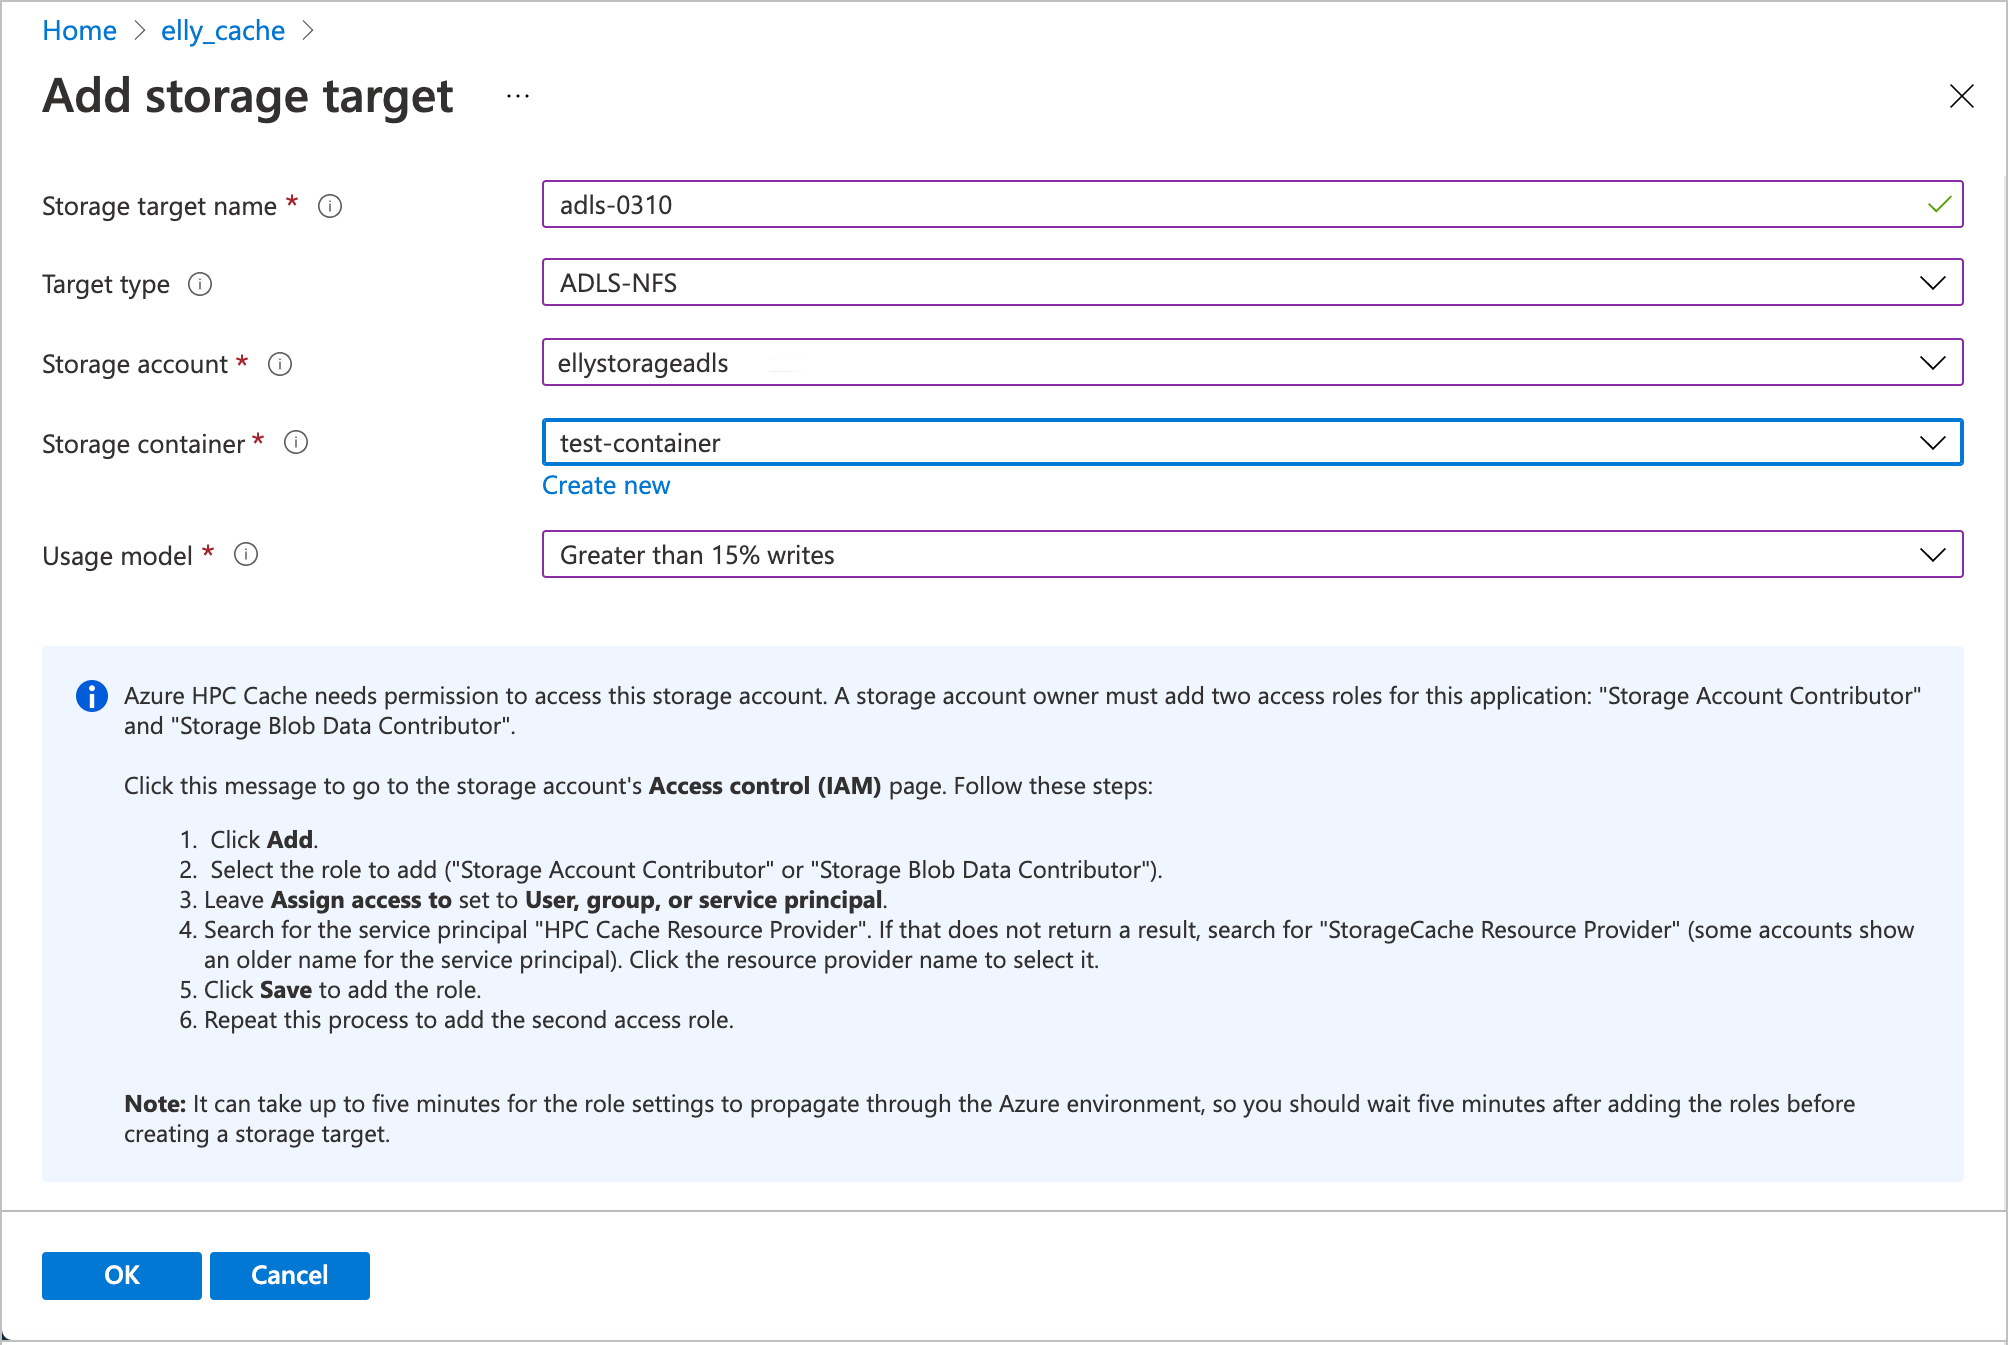 Home > elly_cache >
Add storage target ...
Storage target name * adls-0310
Target type ADLS-NFS
Storage account * ellystorageadls
Storage container * test-container
Create new
Usage model * Greater than 15% writes
Azure HPC Cache needs permission to access this storage account. A storage account owner must add two access roles for this application: "Storage Account Contributor"
and "Storage Blob Data Contributor".
Click this message to go to the storage account's Access control (IAM) page. Follow these steps:
1. Click Add.
2. Select the role to add ("Storage Account Contributor" or "Storage Blob Data Contributor").
3. Leave Assign access to set to User, group, or service principal.
4. Search for the service principal "HPC Cache Resource Provider". If that does not return a result, search for "StorageCache Resource Provider" (some accounts show
an older name for the service principal). Click the resource provider name to select it.
5. Click Save to add the role.
6. Repeat this process to add the second access role.
Note: It can take up to five minutes for the role settings to propagate through the Azure environment, so you should wait five minutes after adding the roles before
creating a storage target.
OK Cancel